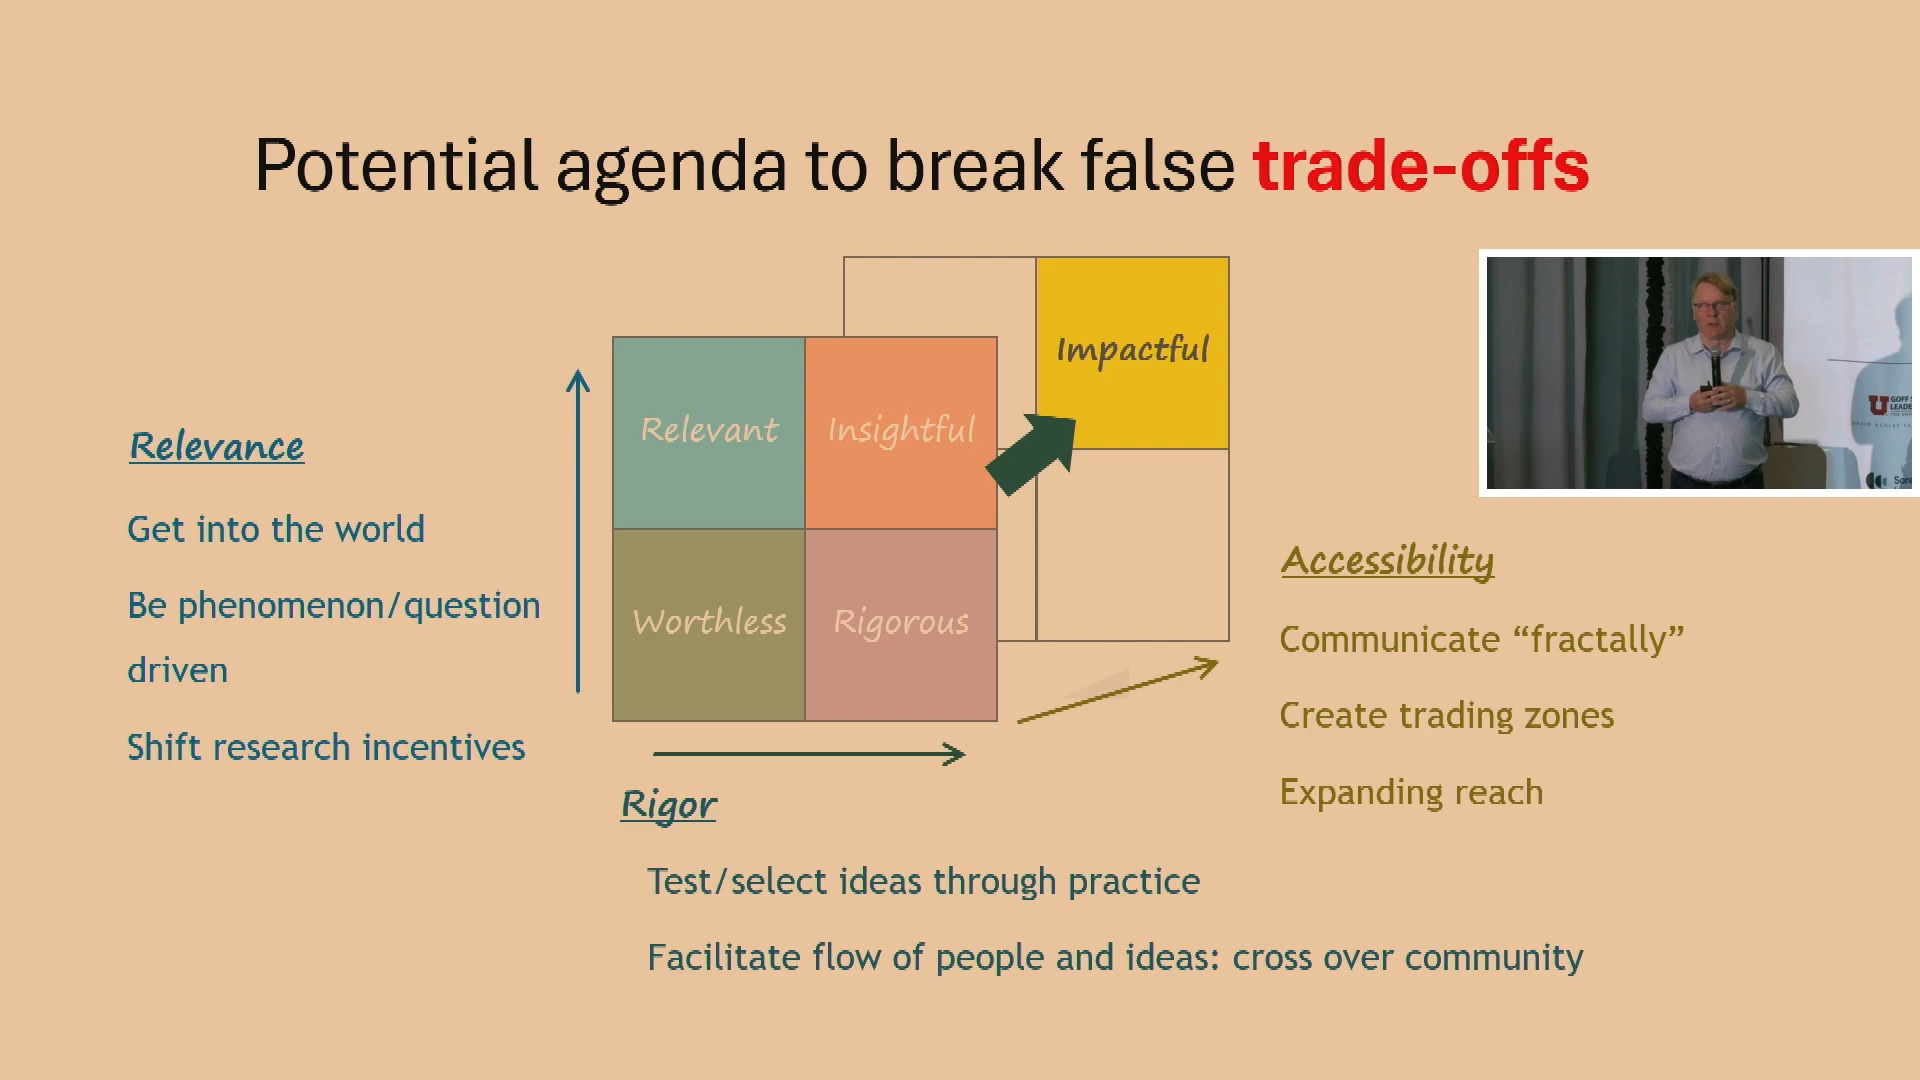 Potential agenda to break false trade-offs
Impactful
Relevant
Insightful
Worthless
Rigorous
Relevance
Get into the world
Be phenomenon/question
driven
Shift research incentives
Accessibility
Communicate “fractally”
Create trading zones
Expanding reach
Rigor
Test/select ideas through practice
Facilitate flow of people and ideas: cross over community
U